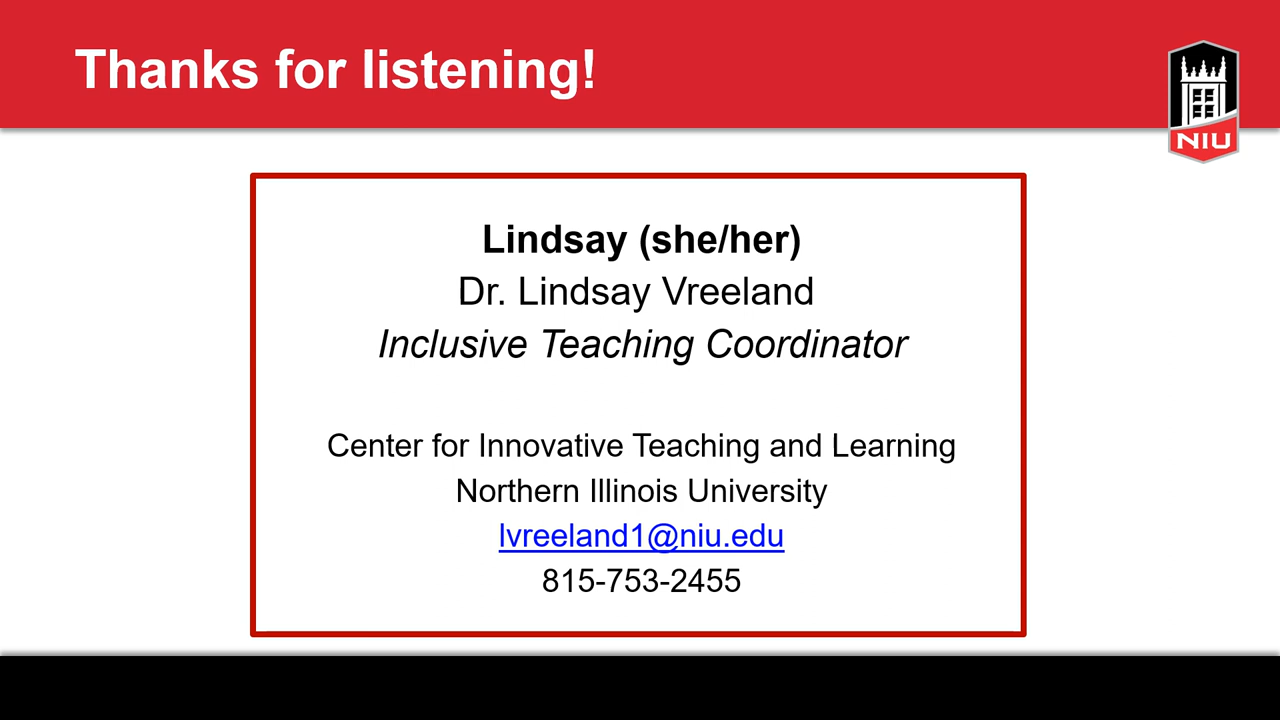 Thanks for listening!
NIU
Lindsay (she/her)
Dr. Lindsay Vreeland
Inclusive Teaching Coordinator
Center for Innovative Teaching and Learning
Northern Illinois University
lvreeland1@niu.edu
815-753-2455